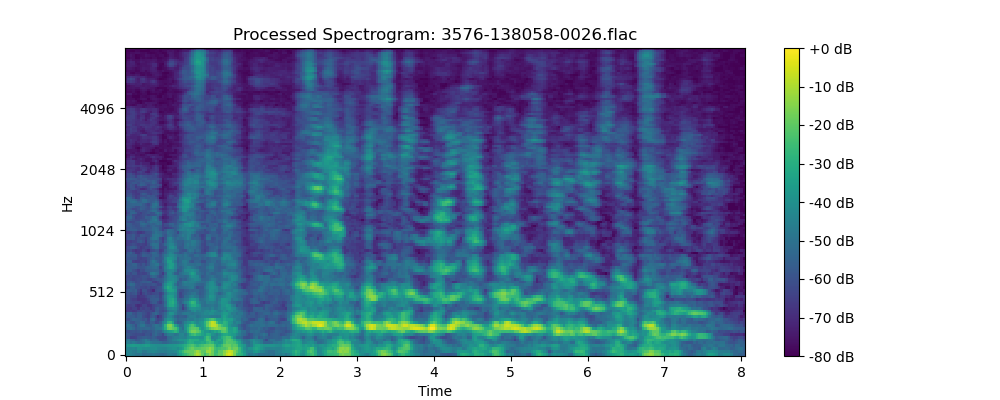 Processed Spectrogram: 3576-138058-0026.flac
Hz
4096
2048
1024
512
0
0 1 2 3 4 5 6 7 8
Time
+0 dB
-10 dB
-20 dB
-30 dB
-40 dB
-50 dB
-60 dB
-70 dB
-80 dB